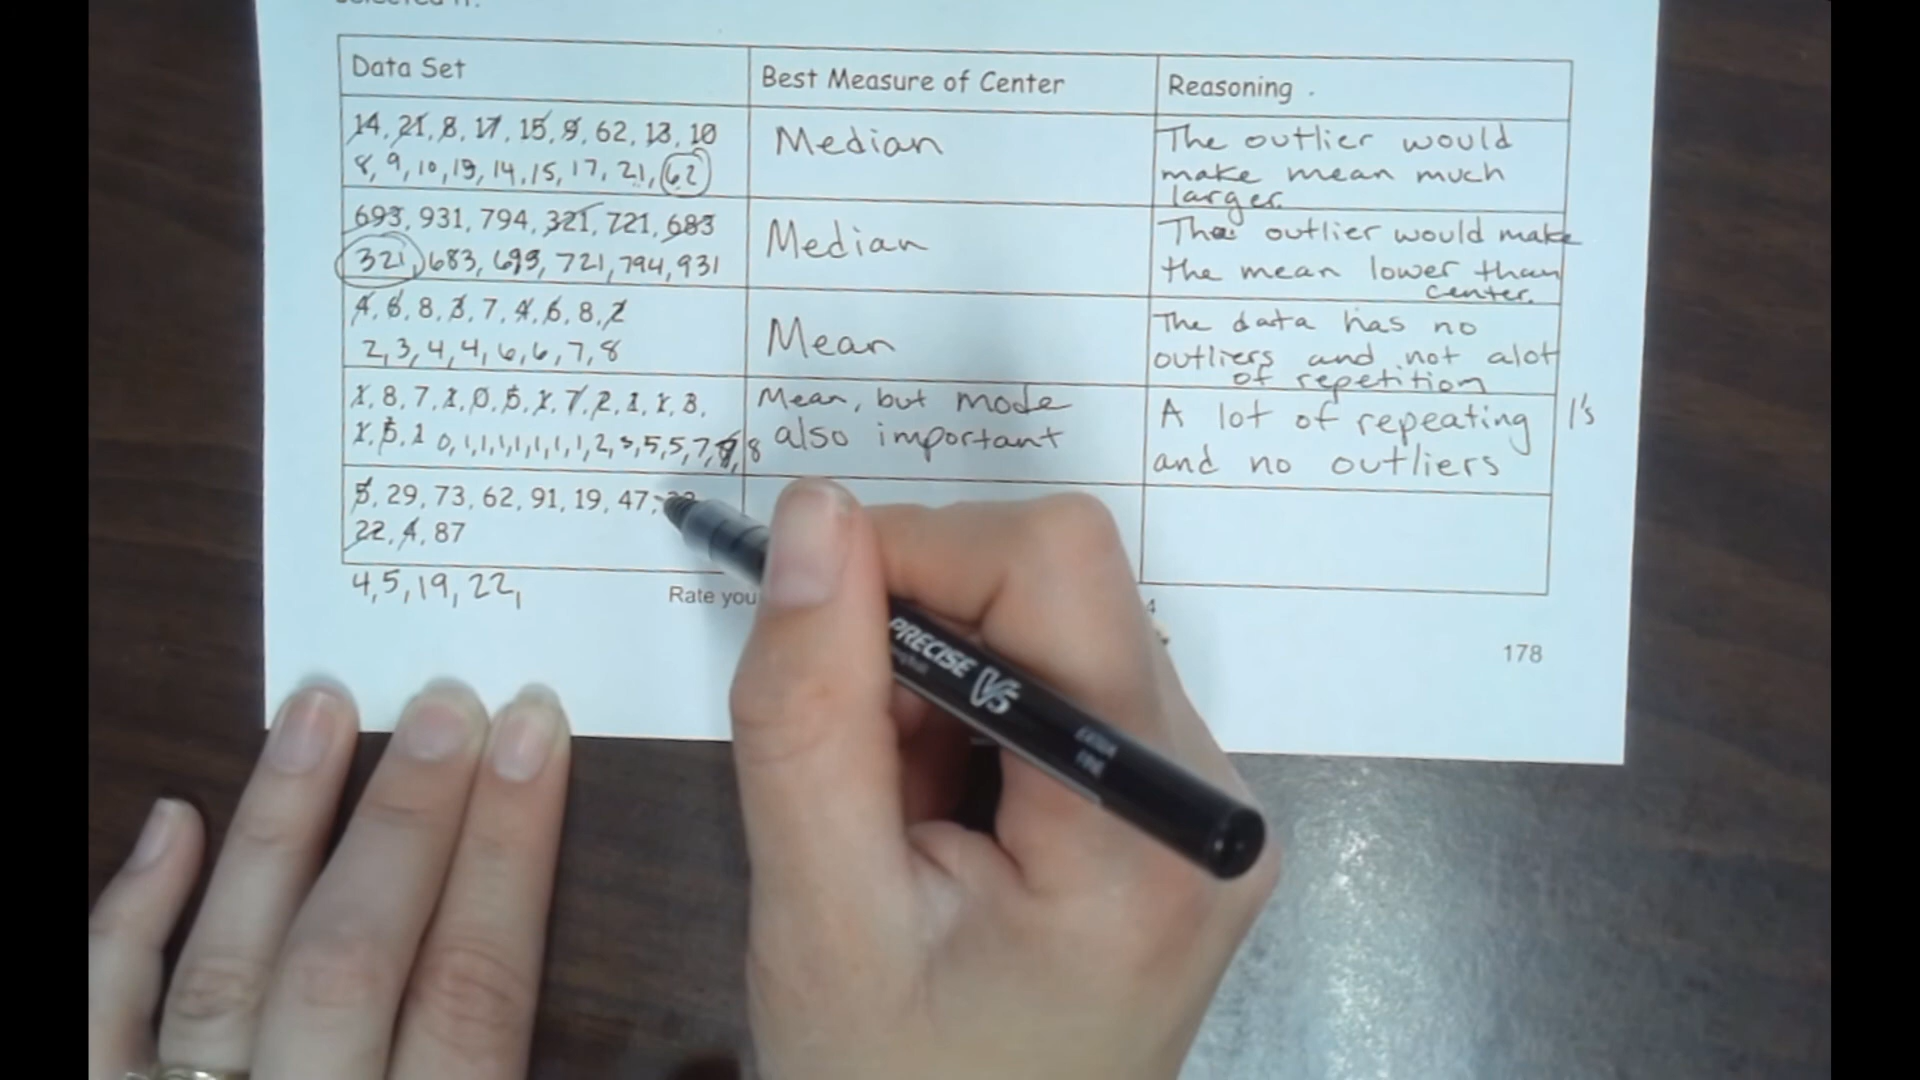 Data Set
Best Measure of Center
Reasoning
14, 21, 8, 17, 15, 9, 62, 13, 10
8, 9, 10, 13, 14, 15, 17, 21, 62
Median
The outlier would
make mean much
larger.
693, 931, 794, 321, 721, 683
321, 683, 693, 721, 794, 931
Median
The outlier would make
the mean lower than
center.
4, 6, 8, 3, 7, 4, 6, 8, 2
2, 3, 4, 4, 6, 6, 7, 8
Mean
The data has no
outliers and not alot
of repetition
1, 8, 7, 1, 0, 5, 1, 7, 2, 1, 1, 3,
1, 5, 1
0, 1, 1, 1, 1, 1, 1, 1, 2, 3, 5, 5, 7, 7, 8
Mean, but mode
also important
A lot of repeating 1's
and no outliers
5, 29, 73, 62, 91, 19, 47,
22, 4, 87
4, 5, 19, 22,
Rate you
4
178
PRECISE V5
EXTRA
FINE